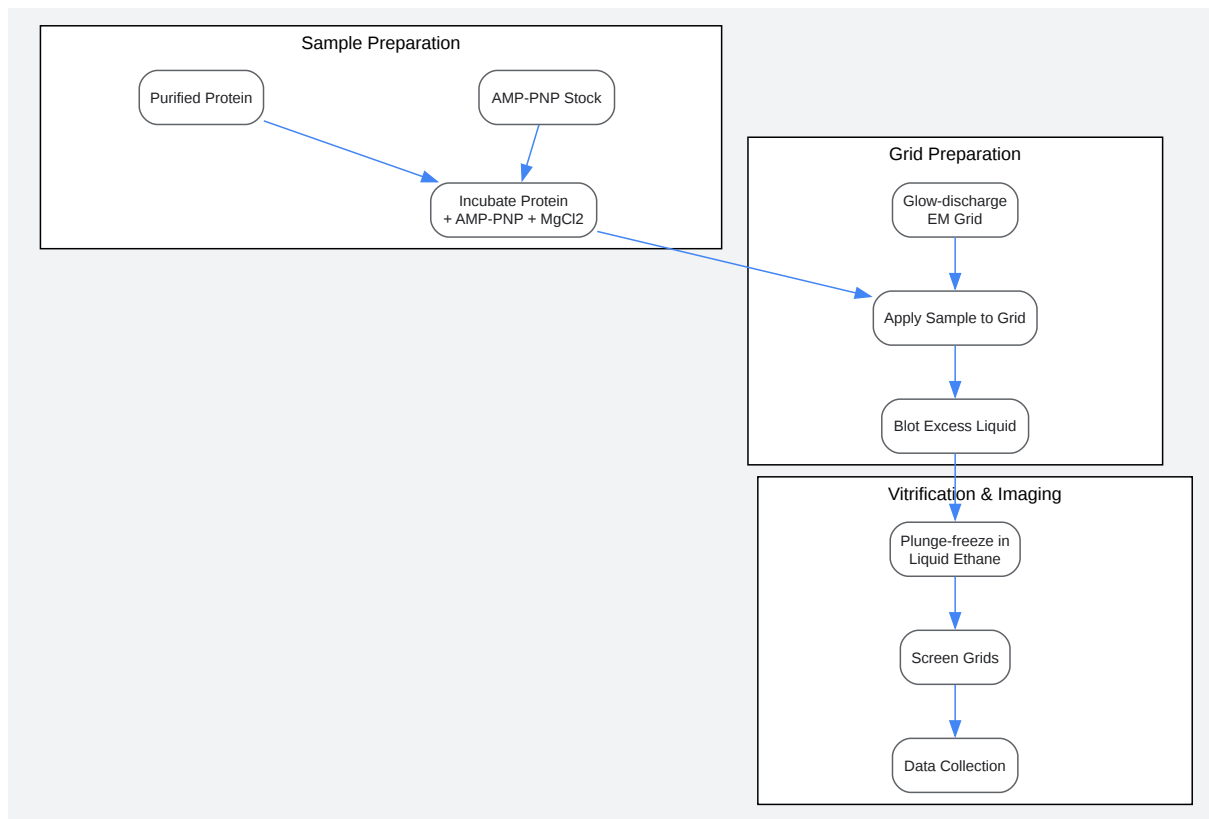 Sample Preparation
Purified Protein
AMP-PNP Stock
Incubate Protein
+ AMP-PNP + MgCl2
Grid Preparation
Glow-discharge
EM Grid
Apply Sample to Grid
Blot Excess Liquid
Vitrification & Imaging
Plunge-freeze in
Liquid Ethane
Screen Grids
Data Collection